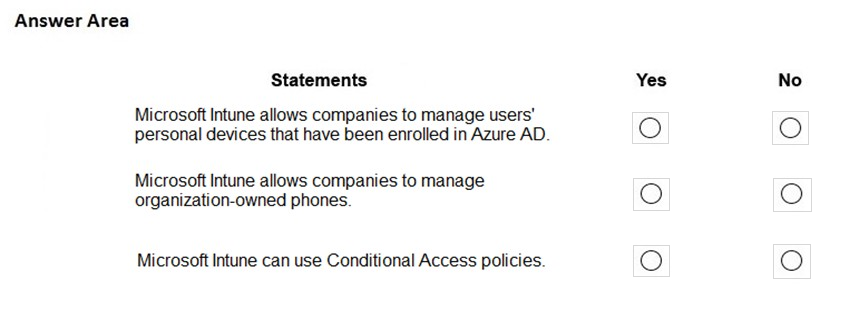 Answer Area
Statements Yes No
Microsoft Intune allows companies to manage users'
personal devices that have been enrolled in Azure AD.
Microsoft Intune allows companies to manage
organization-owned phones.
Microsoft Intune can use Conditional Access policies.